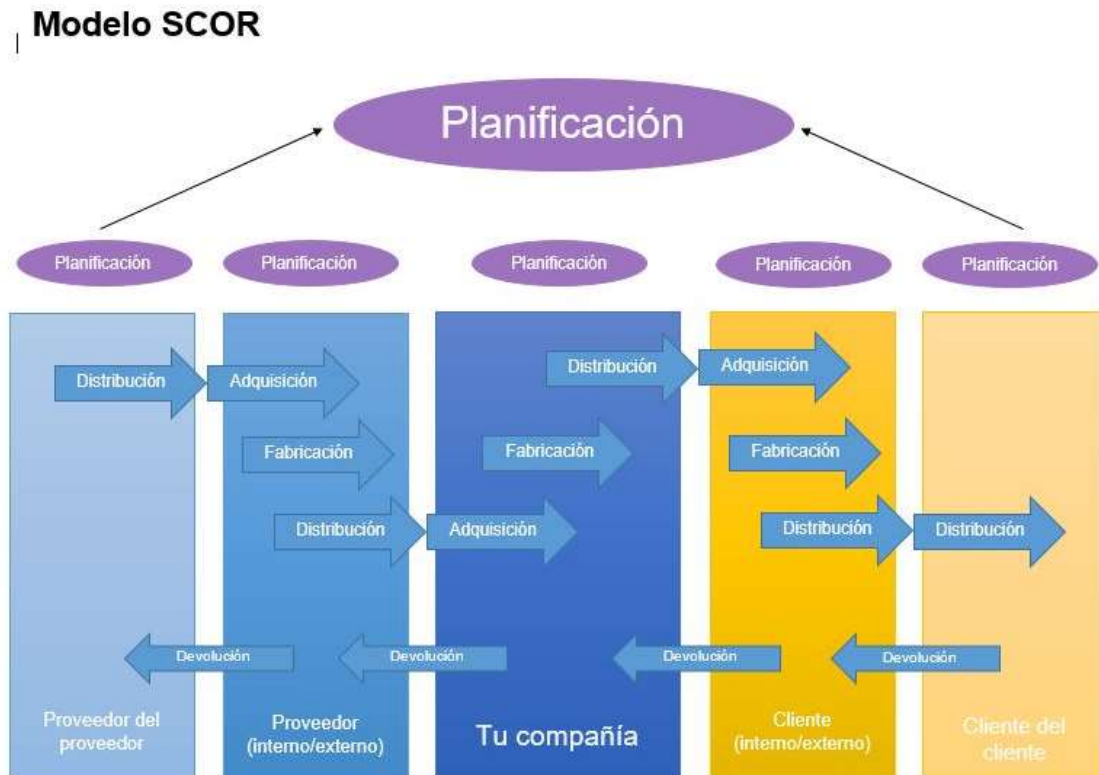 Modelo SCOR
Planificación
Planificación
Planificación
Planificación
Planificación
Planificación
Distribución
Adquisición
Distribución
Adquisición
Fabricación
Fabricación
Fabricación
Distribución
Adquisición
Distribución
Distribución
Devolución
Devolución
Devolución
Devolución
Proveedor del
proveedor
Proveedor
(interno/externo)
Tu compañía
Cliente
(interno/externo)
Cliente del
cliente